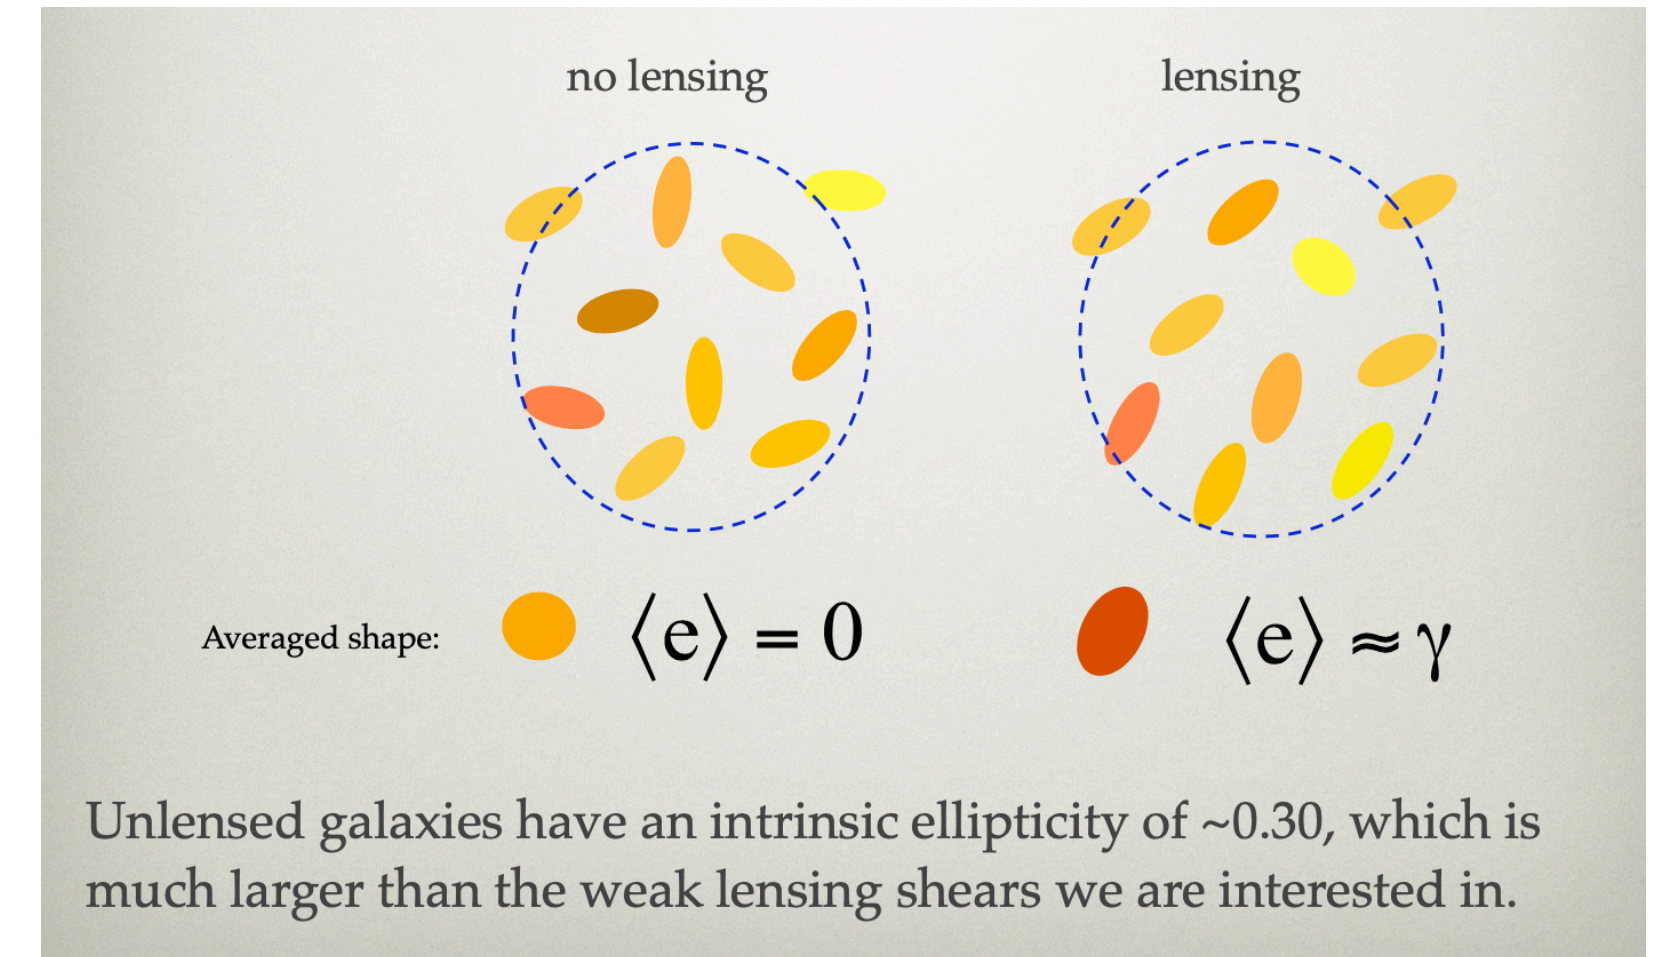 no lensing
lensing
Averaged shape:
⟨e⟩ = 0
⟨e⟩ ≈ γ
Unlensed galaxies have an intrinsic ellipticity of ~0.30, which is
much larger than the weak lensing shears we are interested in.